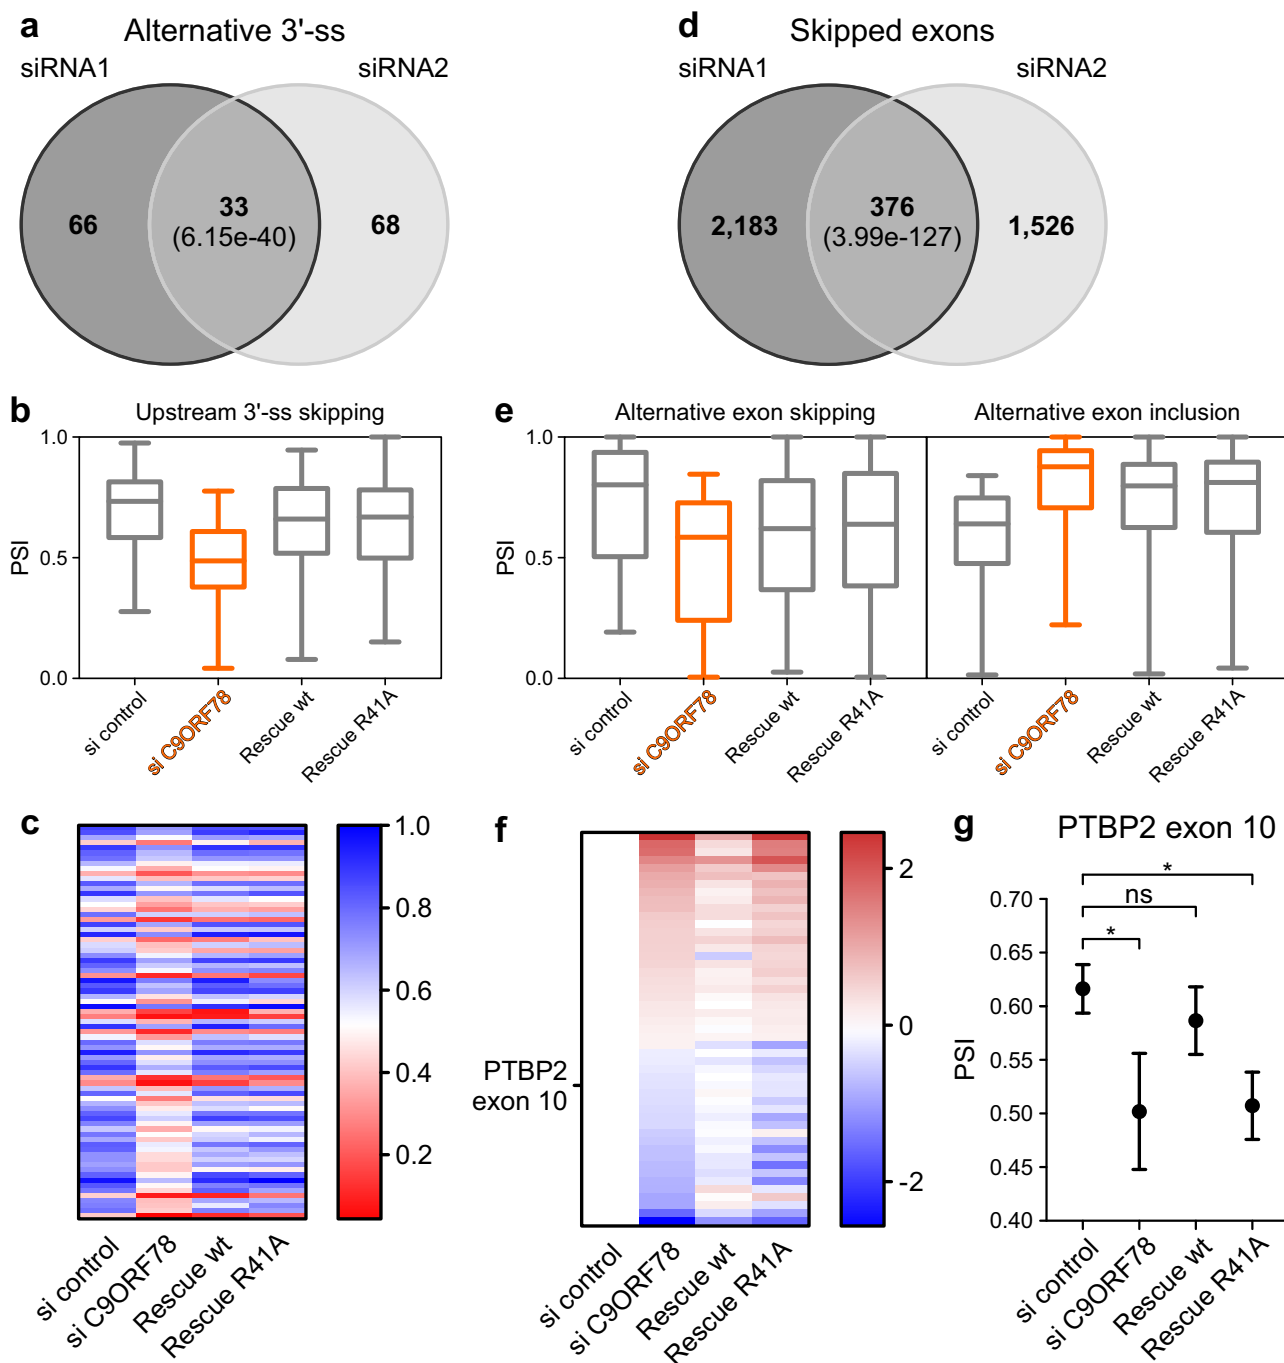 a
Alternative 3'-ss
siRNA1
siRNA2
66
33
(6.15e-40)
68
d
Skipped exons
siRNA1
siRNA2
2,183
376
(3.99e-127)
1,526
b
Upstream 3'-ss skipping
PSI
1.0
0.5
0.0
si control
si C9ORF78
Rescue wt
Rescue R41A
e
Alternative exon skipping
Alternative exon inclusion
PSI
1.0
0.5
0.0
si control
si C9ORF78
Rescue wt
Rescue R41A
si control
si C9ORF78
Rescue wt
Rescue R41A
c
1.0
0.8
0.6
0.4
0.2
si control
si C9ORF78
Rescue wt
Rescue R41A
f
PTBP2
exon 10
2
0
-2
si control
si C9ORF78
Rescue wt
Rescue R41A
g
PTBP2 exon 10
*
ns
*
PSI
0.70
0.65
0.60
0.55
0.50
0.45
0.40
si control
si C9ORF78
Rescue wt
Rescue R41A